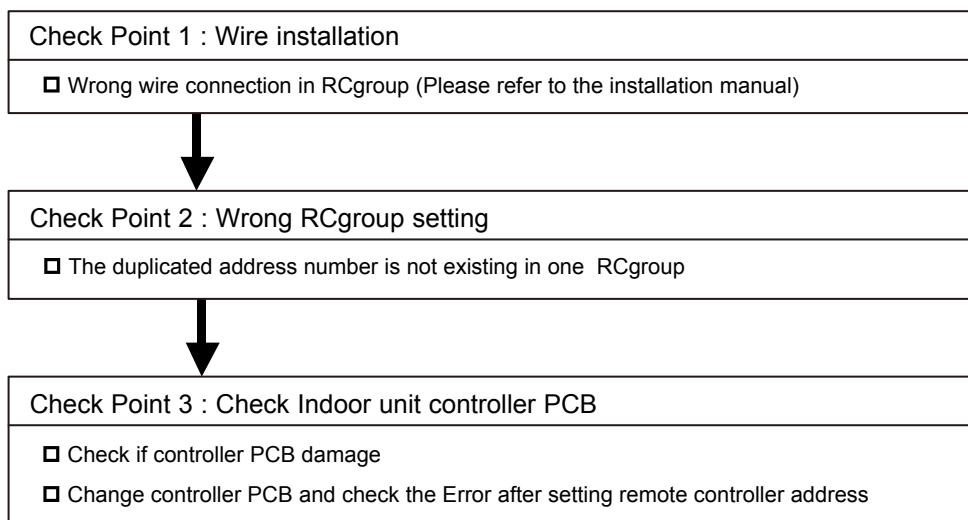 Check Point 1 : Wire installation
Wrong wire connection in RCgroup (Please refer to the installation manual)
Check Point 2 : Wrong RCgroup setting
The duplicated address number is not existing in one RCgroup
Check Point 3 : Check Indoor unit controller PCB
Check if controller PCB damage
Change controller PCB and check the Error after setting remote controller address